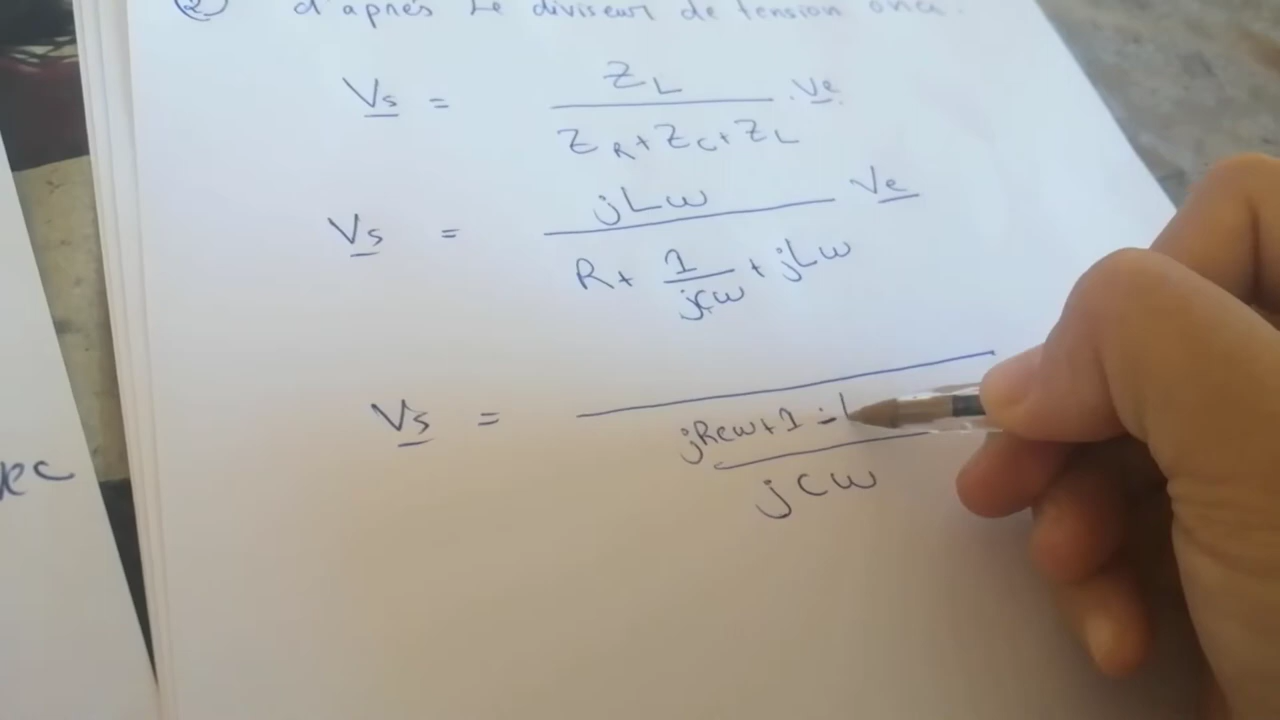 ② d'après le diviseur de tension on a.
Vs = ZL / (ZR + ZC + ZL) . Ve
Vs = jLω / (R + 1/(jcω) + jLω) Ve
Vs = / ((jRcω + 1 - L) / (jcω))